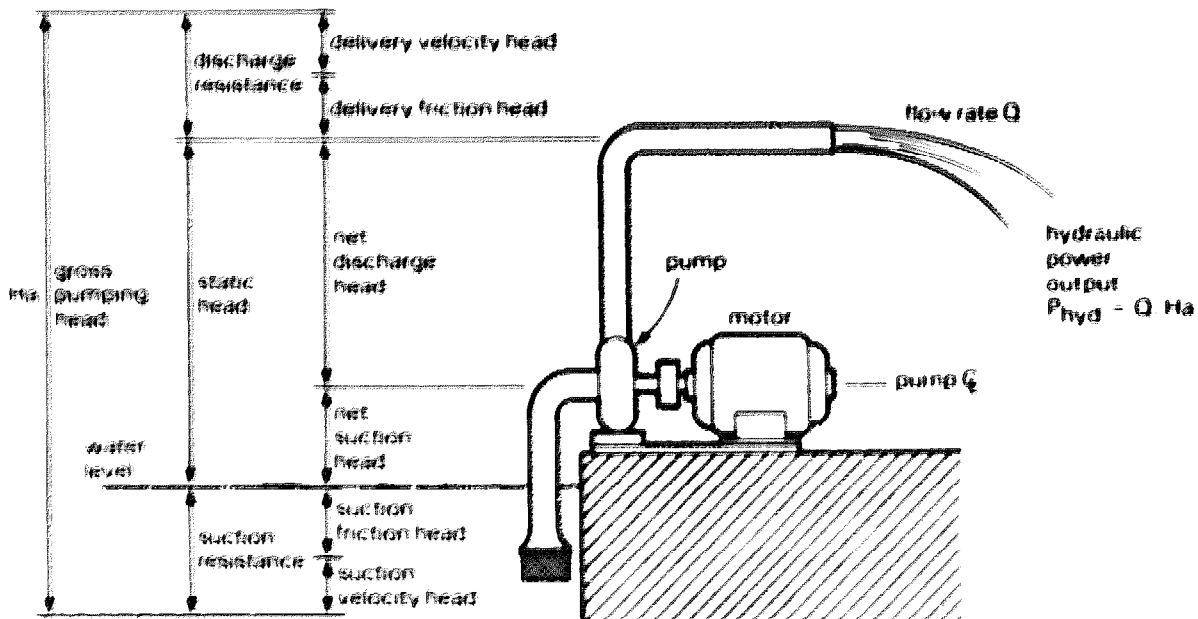 delivery velocity head
discharge
resistance
delivery friction head
flow rate Q
net
discharge
head
gross
pumping
head
static
head
pump
motor
hydraulic
power
output
Phyd = Q Ha
pump ℄
net
suction
head
water
level
suction
friction head
suction
resistance
suction
velocity head